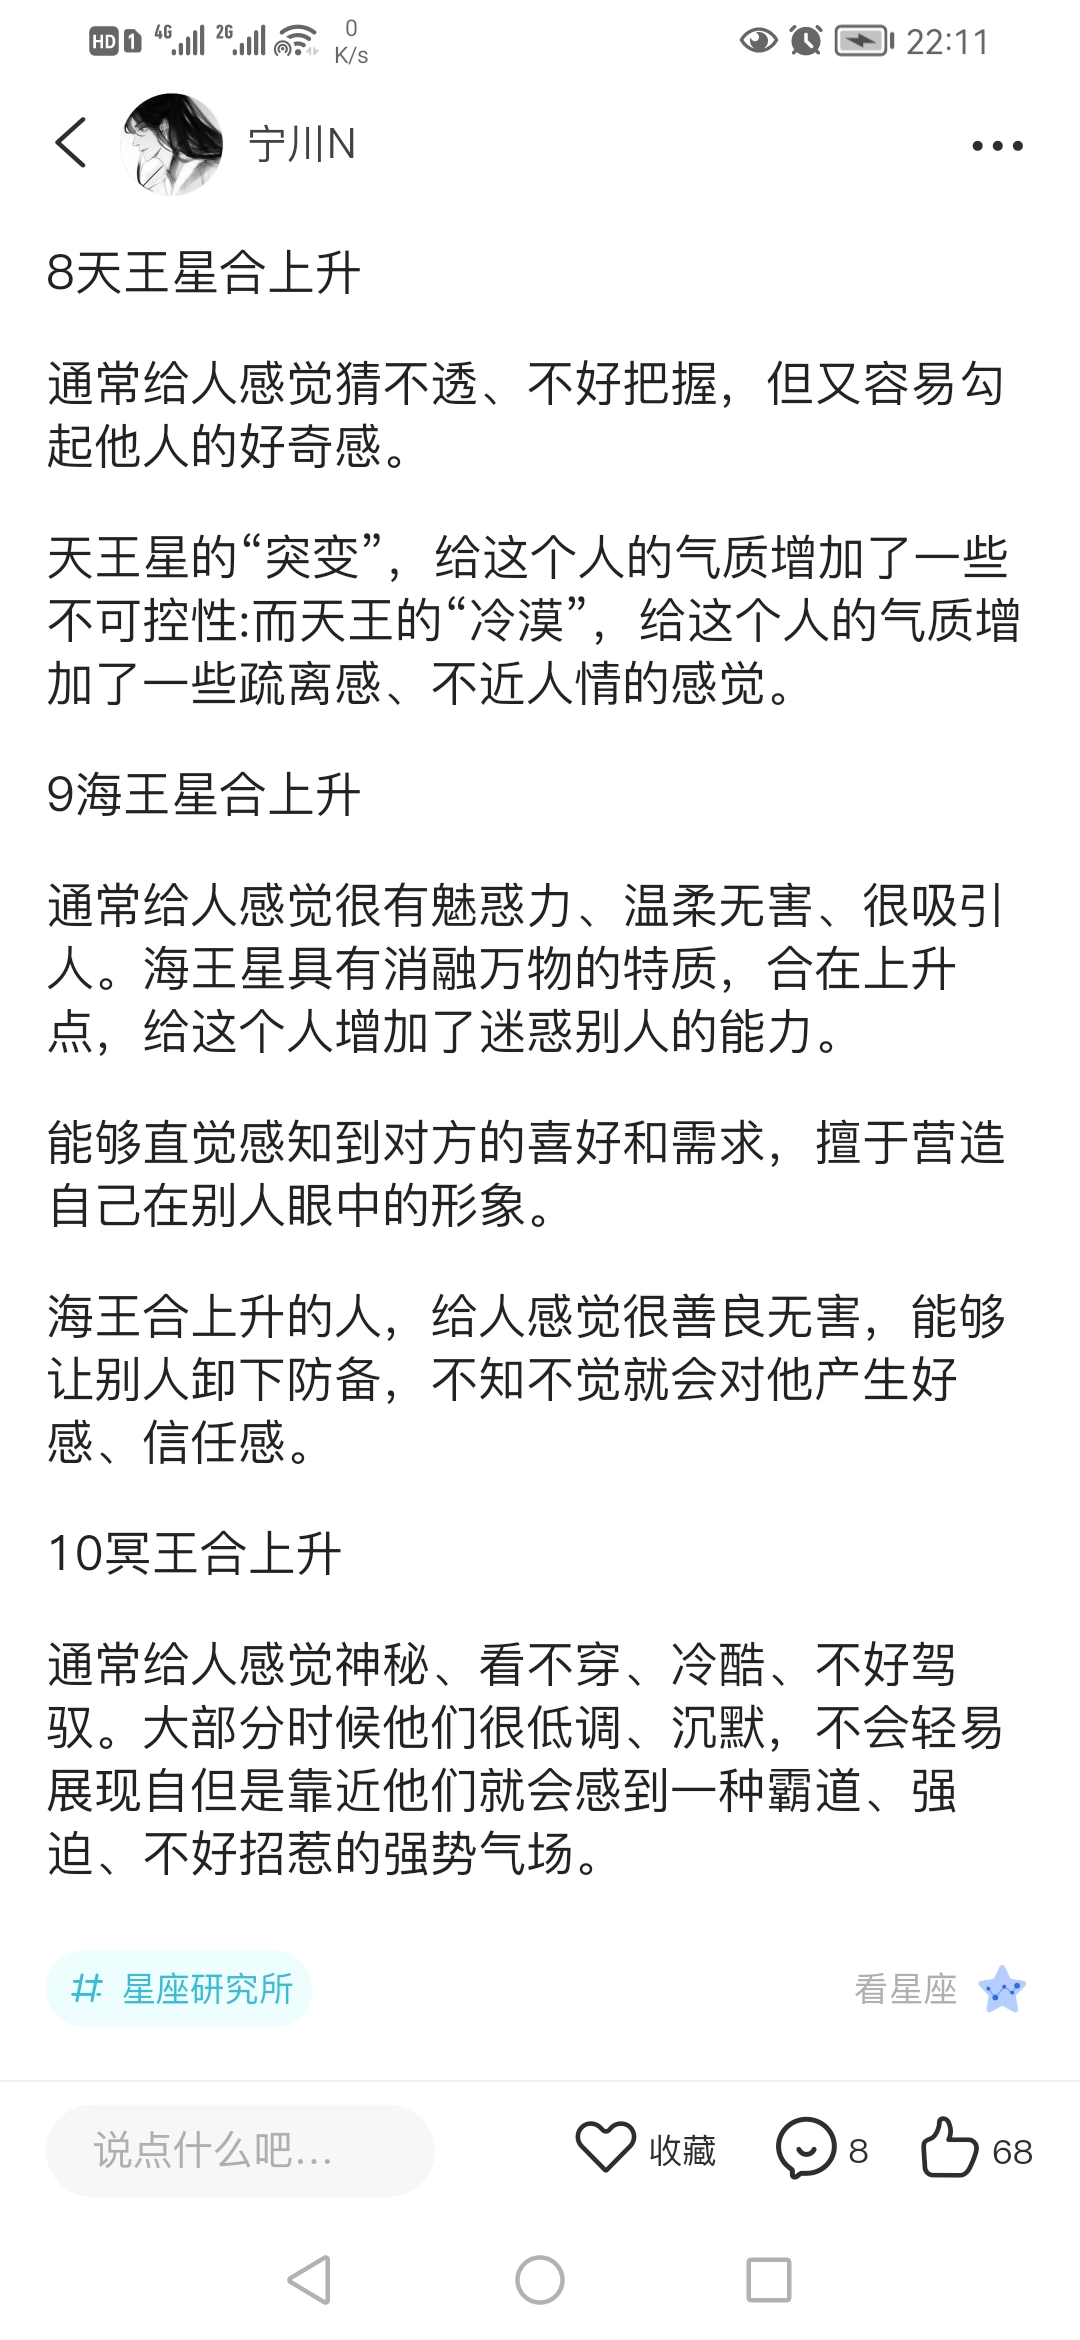 HD 1 4G 2G 0 K/s 22:11
宁川N
8天王星合上升
通常给人感觉猜不透、不好把握，但又容易勾
起他人的好奇感。
天王星的“突变”，给这个人的气质增加了一些
不可控性:而天王的“冷漠”，给这个人的气质增
加了一些疏离感、不近人情的感觉。
9海王星合上升
通常给人感觉很有魅惑力、温柔无害、很吸引
人。海王星具有消融万物的特质，合在上升
点，给这个人增加了迷惑别人的能力。
能够直觉感知到对方的喜好和需求，擅于营造
自己在别人眼中的形象。
海王合上升的人，给人感觉很善良无害，能够
让别人卸下防备，不知不觉就会对他产生好
感、信任感。
10冥王合上升
通常给人感觉神秘、看不穿、冷酷、不好驾
驭。大部分时候他们很低调、沉默，不会轻易
展现自但是靠近他们就会感到一种霸道、强
迫、不好招惹的强势气场。
# 星座研究所 看星座
说点什么吧... 收藏 8 68